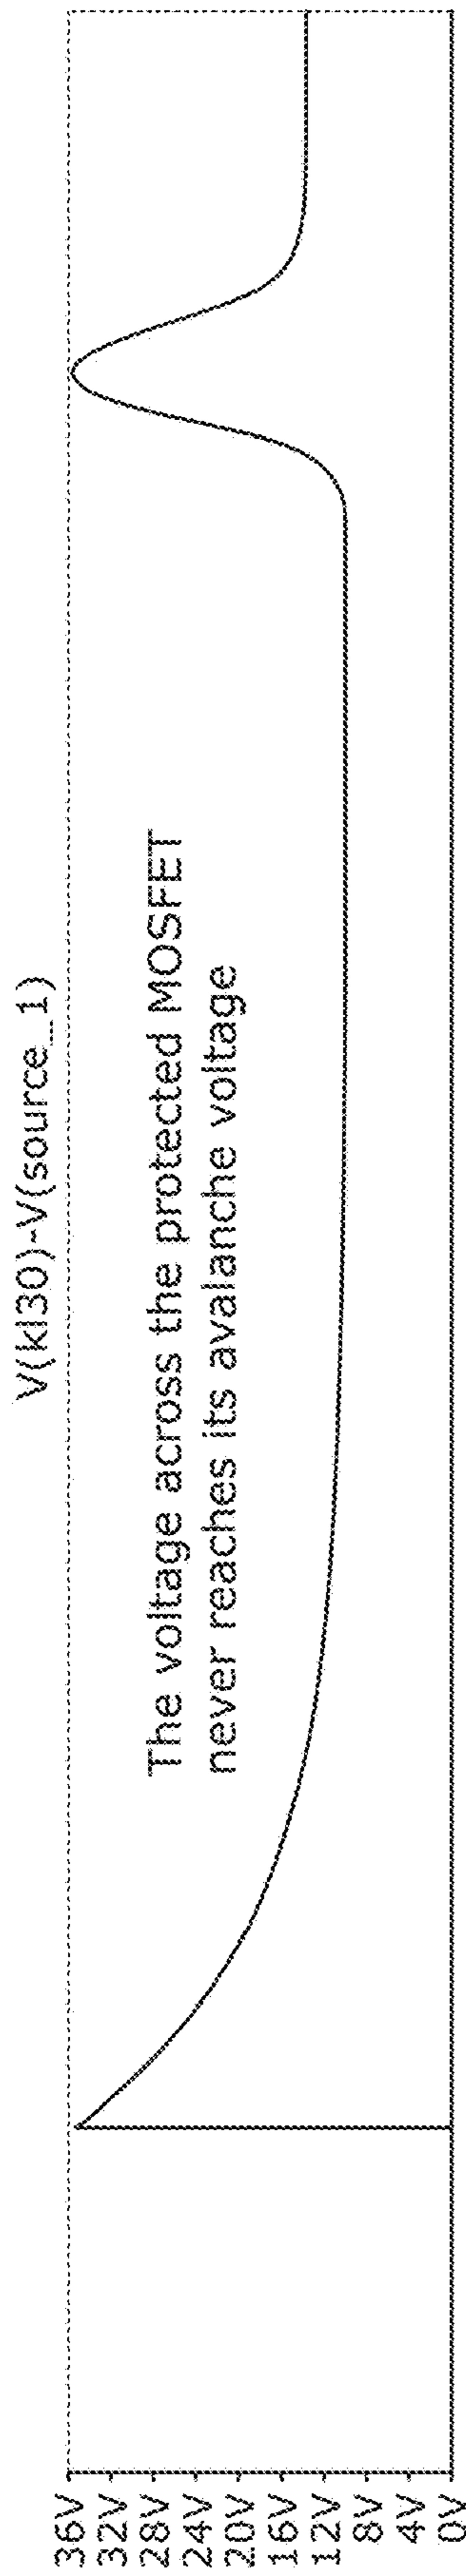 V(kl30)-V(source_1)
36V
32V
28V
24V
20V
16V
12V
8V
4V
0V
The voltage across the protected MOSFET
never reaches its avalanche voltage